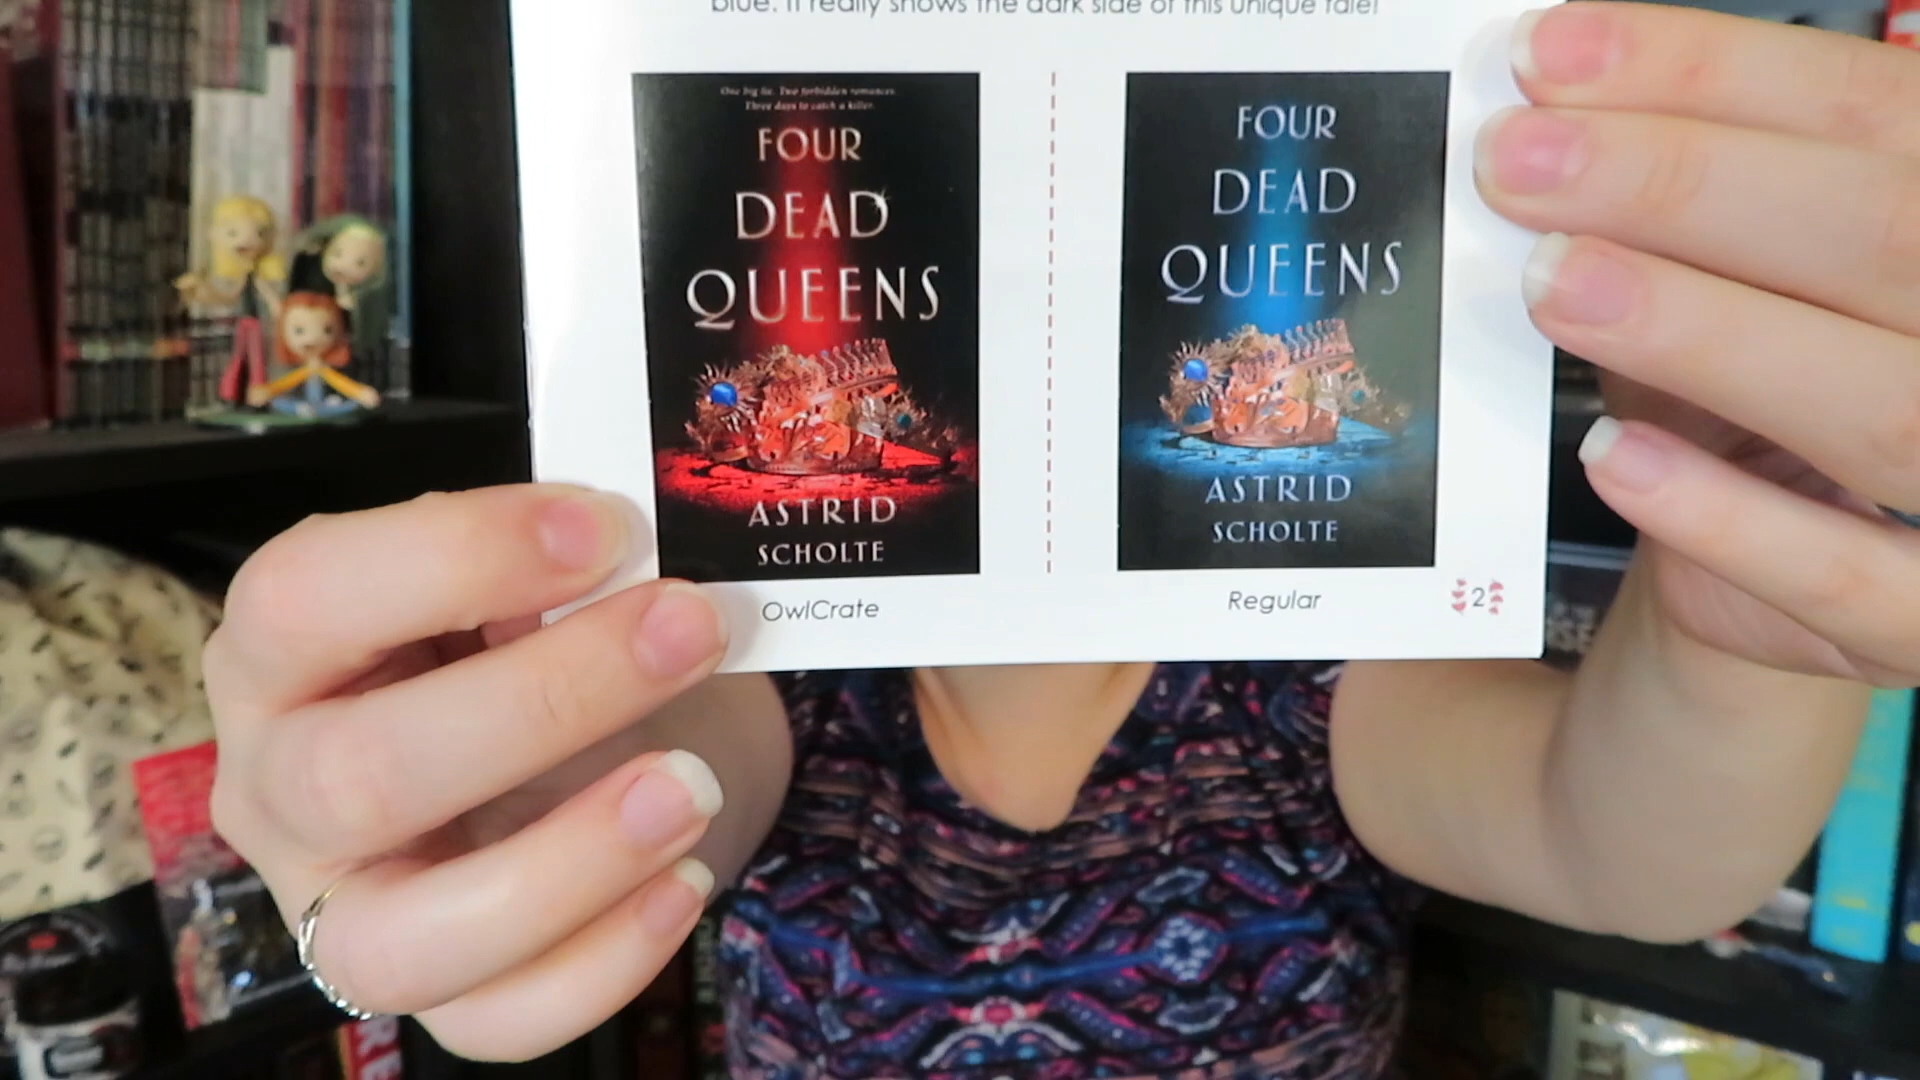 blue. It really shows the dark side of this unique tale!
One big lie. Two forbidden romances.
Three days to catch a killer.
FOUR
DEAD
QUEENS
ASTRID
SCHOLTE
OwlCrate
FOUR
DEAD
QUEENS
ASTRID
SCHOLTE
Regular
2